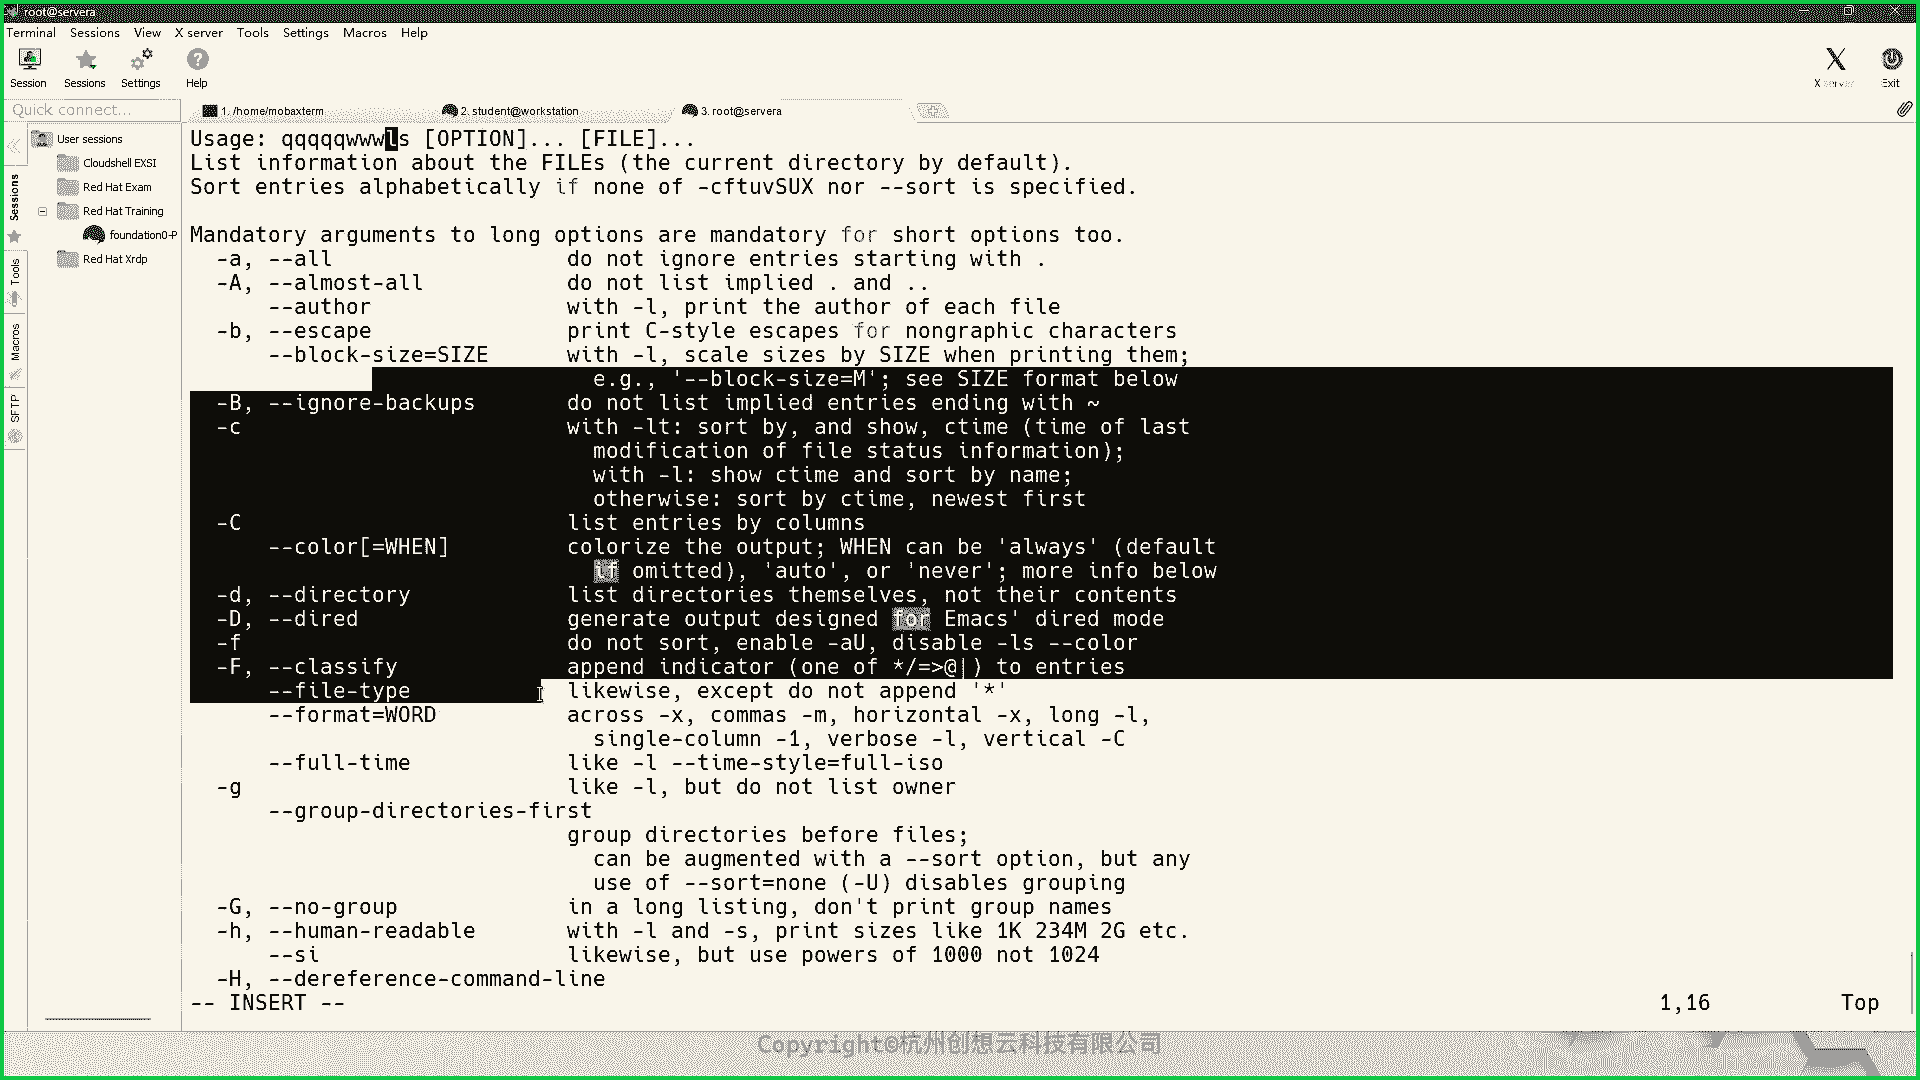 root@servera
Terminal Sessions View X server Tools Settings Macros Help
Session Sessions Settings Help X server Exit
Quick connect...
1. /home/mobaxterm 2. student@workstation 3. root@servera
User sessions
Cloudshell EXSI
Red Hat Exam
Red Hat Training
foundation0-P
Red Hat Xrdp
Sessions
Tools
Macros
SFTP
Usage: qqqqqwwwls [OPTION]... [FILE]...
List information about the FILEs (the current directory by default).
Sort entries alphabetically if none of -cftuvSUX nor --sort is specified.
Mandatory arguments to long options are mandatory for short options too.
-a, --all do not ignore entries starting with .
-A, --almost-all do not list implied . and ..
--author with -l, print the author of each file
-b, --escape print C-style escapes for nongraphic characters
--block-size=SIZE with -l, scale sizes by SIZE when printing them;
e.g., '--block-size=M'; see SIZE format below
-B, --ignore-backups do not list implied entries ending with ~
-c with -lt: sort by, and show, ctime (time of last
modification of file status information);
with -l: show ctime and sort by name;
otherwise: sort by ctime, newest first
-C list entries by columns
--color[=WHEN] colorize the output; WHEN can be 'always' (default
if omitted), 'auto', or 'never'; more info below
-d, --directory list directories themselves, not their contents
-D, --dired generate output designed for Emacs' dired mode
-f do not sort, enable -aU, disable -ls --color
-F, --classify append indicator (one of */=>@|) to entries
--file-type likewise, except do not append '*'
--format=WORD across -x, commas -m, horizontal -x, long -l,
single-column -1, verbose -l, vertical -C
--full-time like -l --time-style=full-iso
-g like -l, but do not list owner
--group-directories-first
group directories before files;
can be augmented with a --sort option, but any
use of --sort=none (-U) disables grouping
-G, --no-group in a long listing, don't print group names
-h, --human-readable with -l and -s, print sizes like 1K 234M 2G etc.
--si likewise, but use powers of 1000 not 1024
-H, --dereference-command-line
-- INSERT -- 1,16 Top
Copyright©杭州创想云科技有限公司